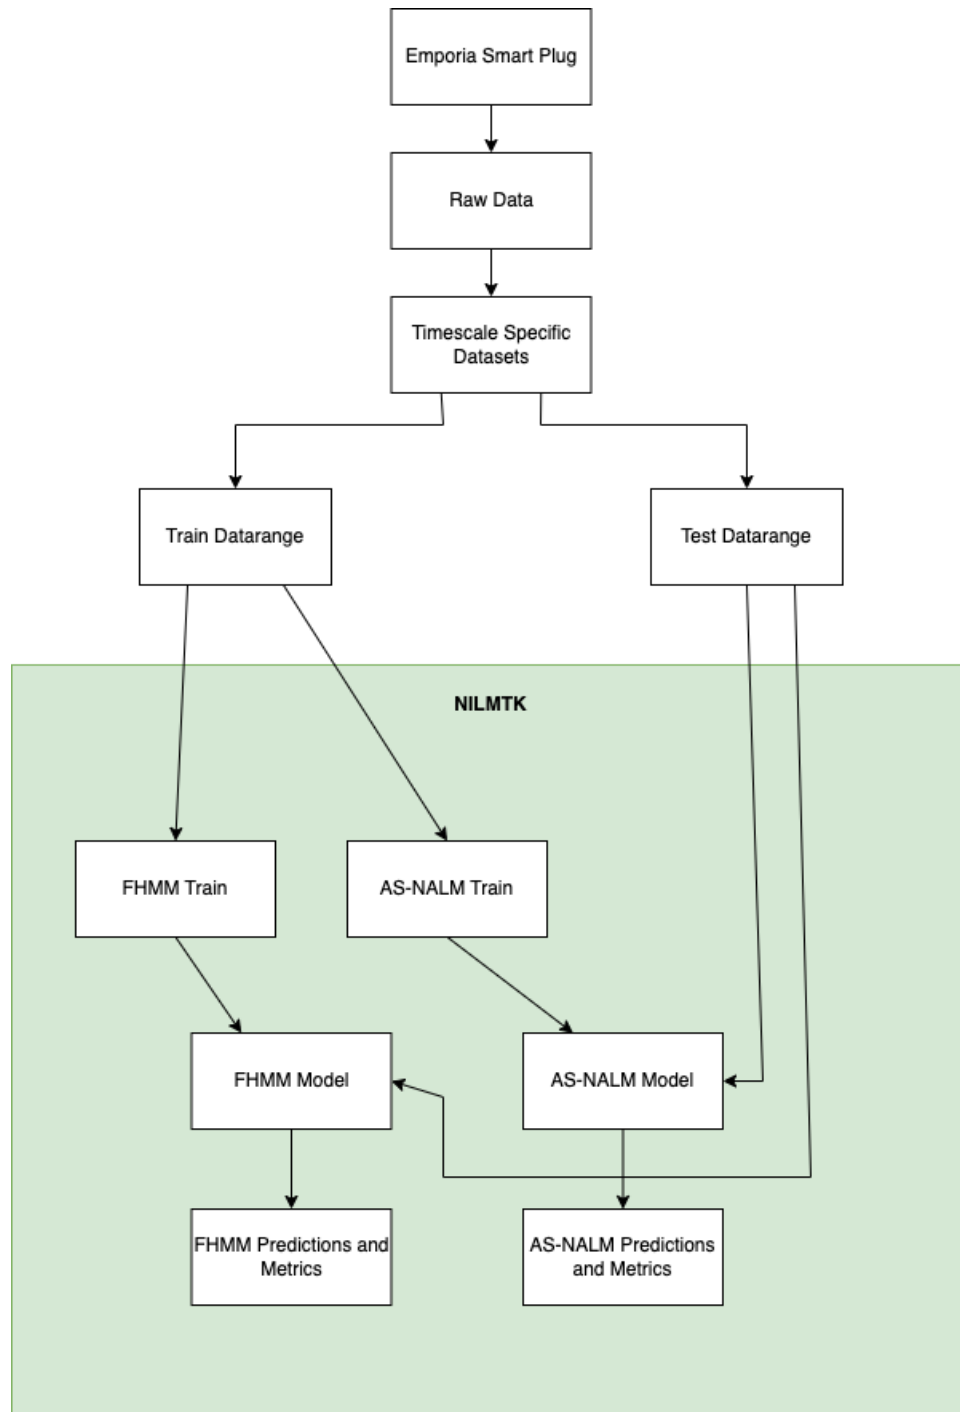 Emporia Smart Plug
Raw Data
Timescale Specific
Datasets
Train Datarange
Test Datarange
NILMTK
FHMM Train
AS-NALM Train
FHMM Model
AS-NALM Model
FHMM Predictions and
Metrics
AS-NALM Predictions
and Metrics